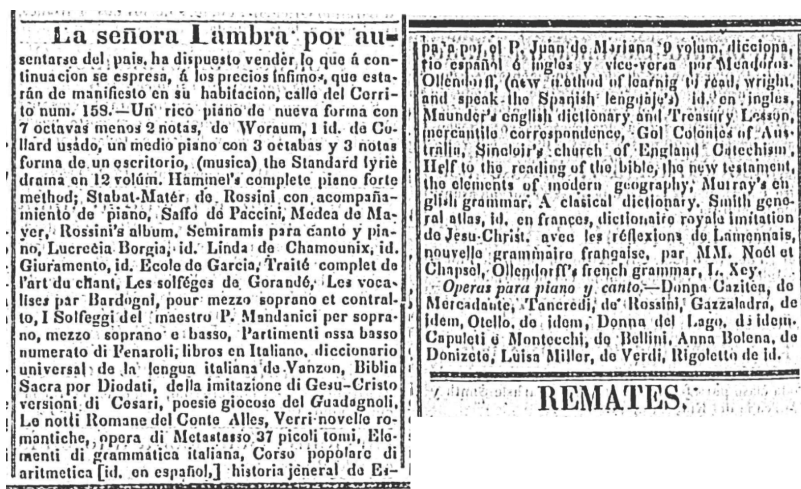 La señora Lambra por au-
sentarse del pais, ha dispuesto vender lo que á con-
tinuacion se espresa, á los precios ínfimos, que esta-
rán de manifiesto en su habitacion, calle del Cerri-
to num. 158.—Un rico piano de nueva forma con
7 octavas menos 2 notas, de Woraum, 1 id. de Co-
llard usado, un medio piano con 3 octabas y 3 notas
forma de un escritorio, (musica) the Standard lyriè
drama en 12 volúm. Hammel's complete piano forte
method; Stabat-Matér de Rossini con acompaña-
miento de piano, Saffo de Paccini, Medea de Ma-
yer, Rossini's album, Semiramis para canto y pia-
no, Lucrecia Borgia, id. Linda de Chamounix, id.
Giuramento, id. Ecole de Garcia, Traité complet de
l'art du chant, Les solféges de Gorandé, Les voca-
lises par Bardogni, pour mezzo soprano et contral-
to, I Solfeggi del maestro P. Mandanici per sopra-
no, mezzo soprano e basso, Partimenti ossa basso
numerato di Fenaroli, libros en Italiano, diccionario
universal de la lengua italiana de Vanzon, Biblia
Sacra por Diodati, della imitazione di Gesu-Cristo
versioni di Cesari, poesie giocose del Guadagnoli,
Le notti Romane del Conte Alles, Verri novelle ro-
mantiche, opera di Metastasso 37 picoli tomi, Ele-
menti di grammática italiana, Corso popolare di
aritmetica [id. en español,] historia jeneral de Es-
paña por el P. Juan de Mariana 9 volum, dicciona,
rio español é ingles y vice-versa por Meadoros-
Ollendorff, (new method of learnig to read, wright
and speak the Spanish lenguaje's) id. en ingles,
Maunder's english dictionary and Treasury Lesson,
mercantile correspondence, Gol Colonies of Aus-
tralia, Sincloir's church of England Catechism
Help to the reading of the bible, the new testament,
the elements of modern geography, Murray's en
glish grammar. A clasical dictionary. Smith gene-
ral atlas, id. en frances, dictionaire royale imitation
de Jesu-Christ. avec les réflexions de Lamennais,
nouvelle grammaire française, par MM. Noél et
Chapsel, Ollendorff's french grammar, L. Xey.
Operas para piano y canto.—Donna Caritea, de
Mercadante, Tancredi, de Rossini, Gazzaladra, de
idem, Otello, de idem, Donna del Lago, de idem.
Capuleti e Montecchi, de Bellini, Anna Bolena, de
Donizete, Luisa Miller, de Verdi, Rigoletto de id.
REMATES.